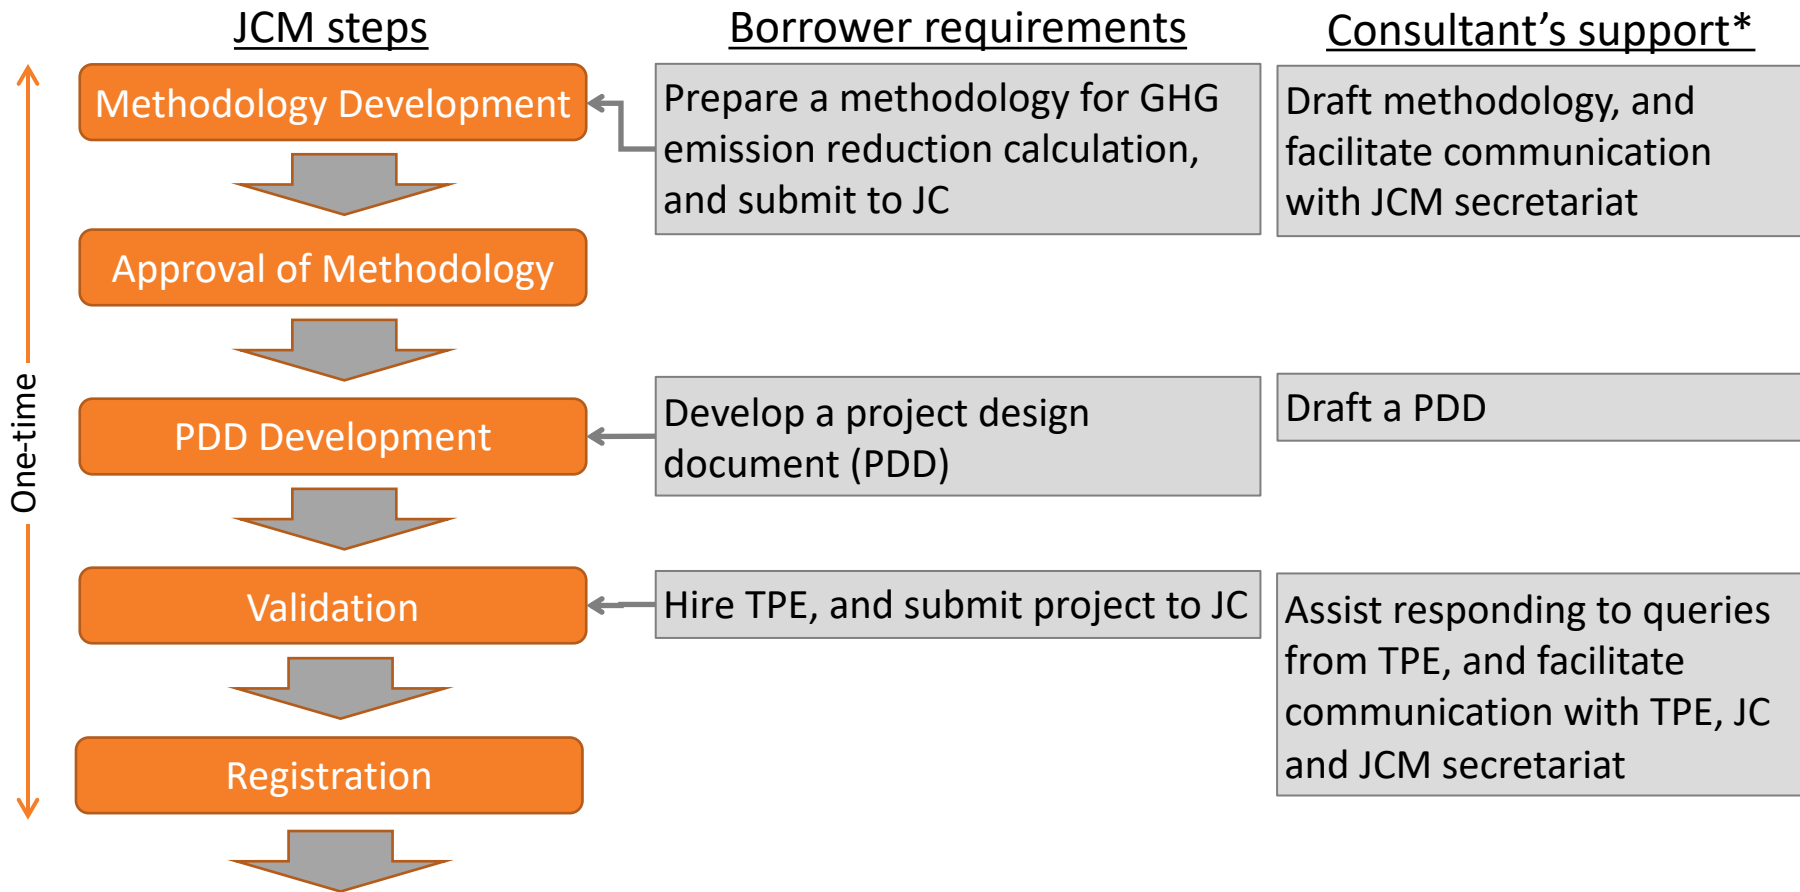 JCM steps
Borrower requirements
Consultant's support*
One-time
Methodology Development
Prepare a methodology for GHG
emission reduction calculation,
and submit to JC
Draft methodology, and
facilitate communication
with JCM secretariat
Approval of Methodology
PDD Development
Develop a project design
document (PDD)
Draft a PDD
Validation
Hire TPE, and submit project to JC
Assist responding to queries
from TPE, and facilitate
communication with TPE, JC
and JCM secretariat
Registration